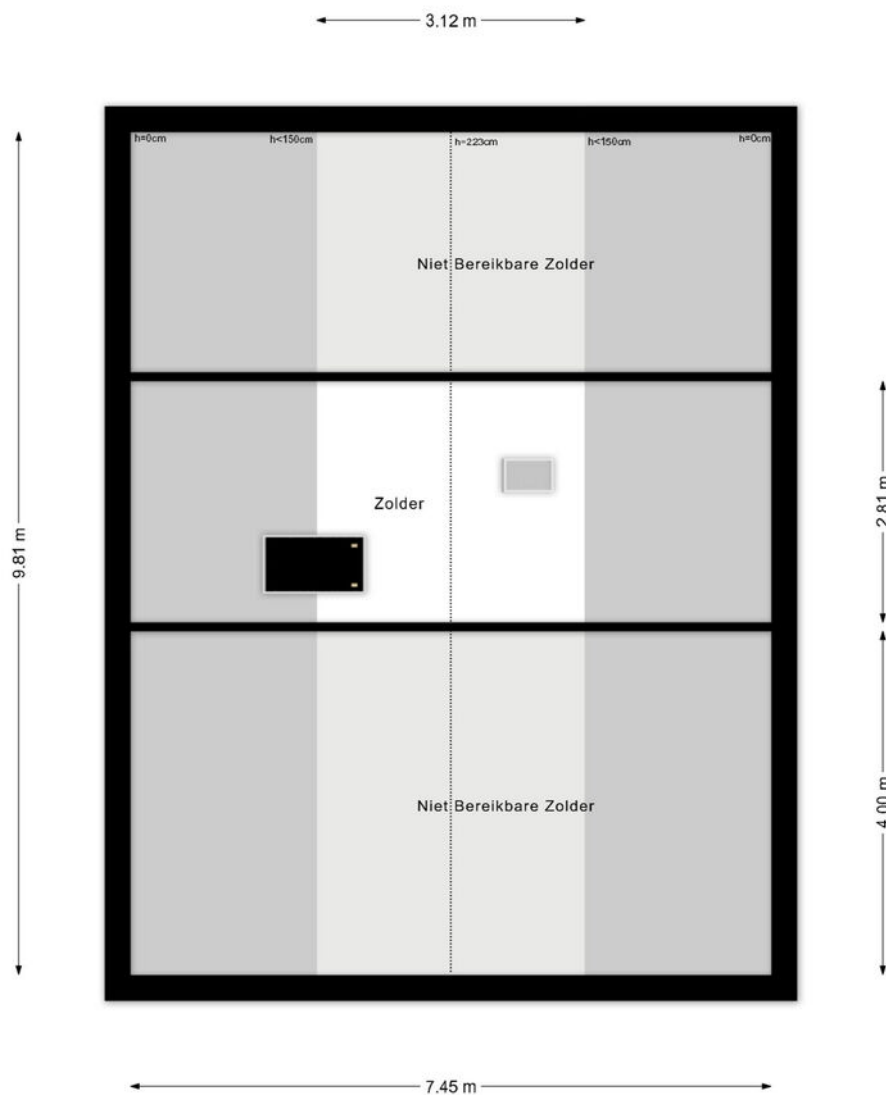 3.12 m
h=0cm
h<150cm
h=223cm
h<150cm
h=0cm
Niet Bereikbare Zolder
Zolder
2.81 m
9.81 m
Niet Bereikbare Zolder
4.00 m
7.45 m